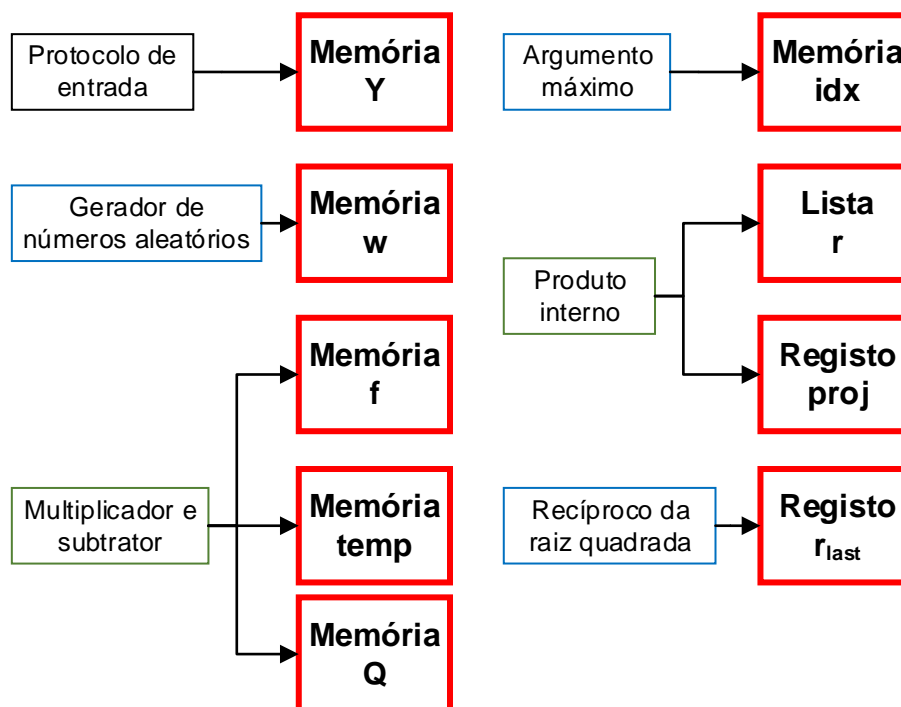 Protocolo de
entrada
Memória
Y
Argumento
máximo
Memória
idx
Gerador de
números aleatórios
Memória
w
Lista
r
Produto
interno
Memória
f
Registo
proj
Multiplicador e
subtrator
Memória
temp
Recíproco da
raiz quadrada
Registo
rlast
Memória
Q